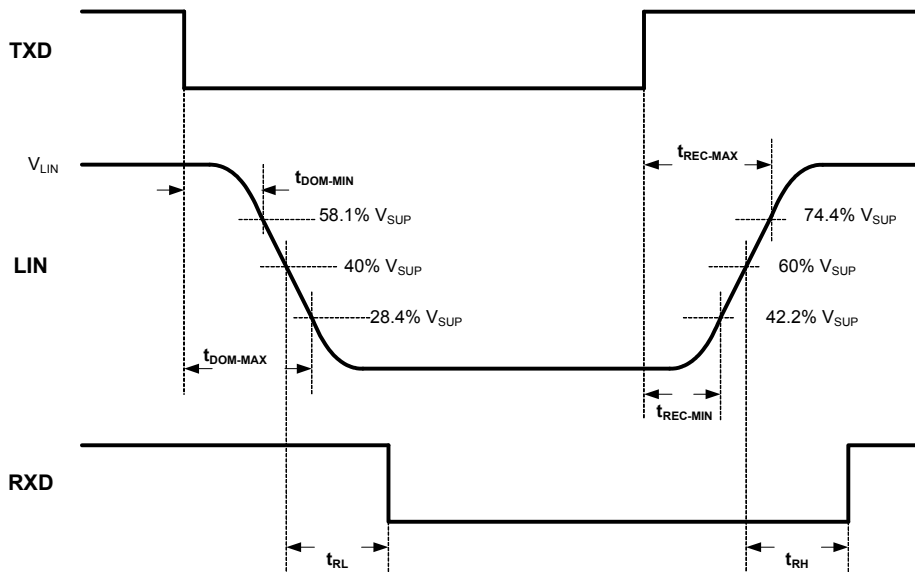 TXD
V_LIN
t_REC-MAX
t_DOM-MIN
58.1% V_SUP
74.4% V_SUP
LIN
40% V_SUP
60% V_SUP
28.4% V_SUP
42.2% V_SUP
t_DOM-MAX
t_REC-MIN
RXD
t_RL
t_RH